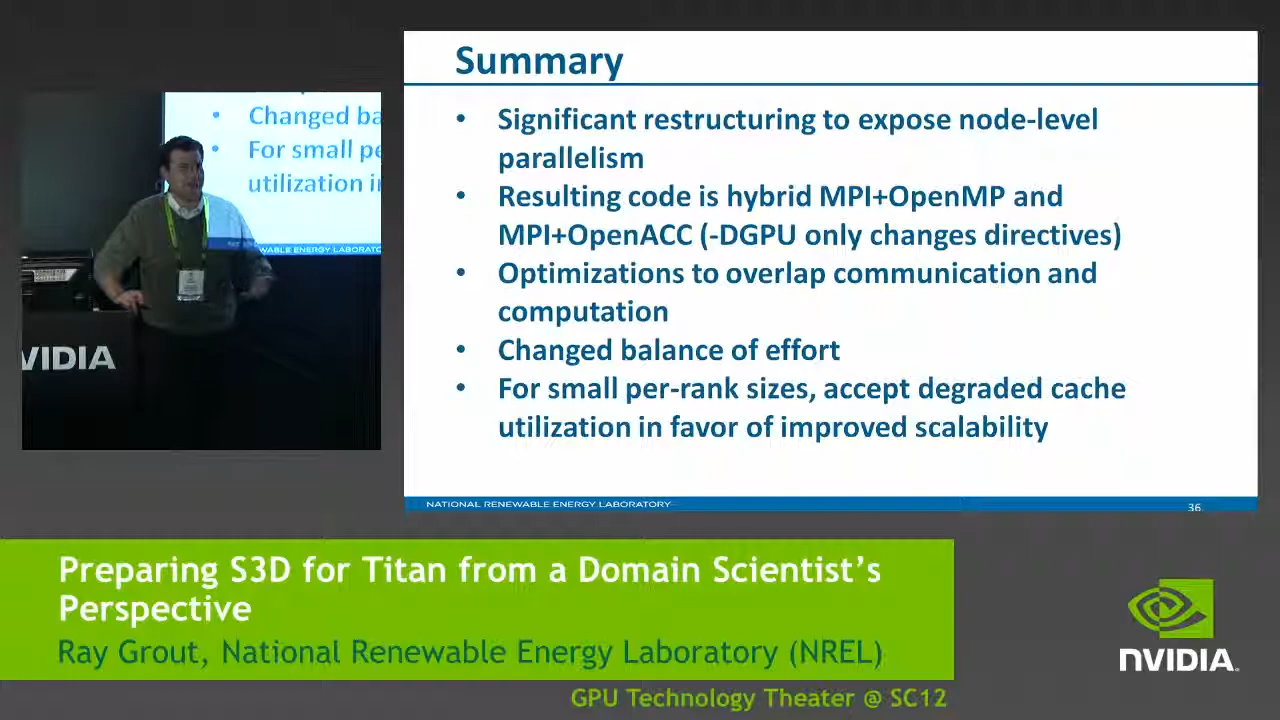 Summary
• Significant restructuring to expose node-level
parallelism
• Resulting code is hybrid MPI+OpenMP and
MPI+OpenACC (-DGPU only changes directives)
• Optimizations to overlap communication and
computation
• Changed balance of effort
• For small per-rank sizes, accept degraded cache
utilization in favor of improved scalability
NATIONAL RENEWABLE ENERGY LABORATORY
36
• Changed ba
• For small pe
utilization i
WABLE ENERGY LABORATO
VIDIA
Preparing S3D for Titan from a Domain Scientist's
Perspective
Ray Grout, National Renewable Energy Laboratory (NREL)
GPU Technology Theater @ SC12
NVIDIA.